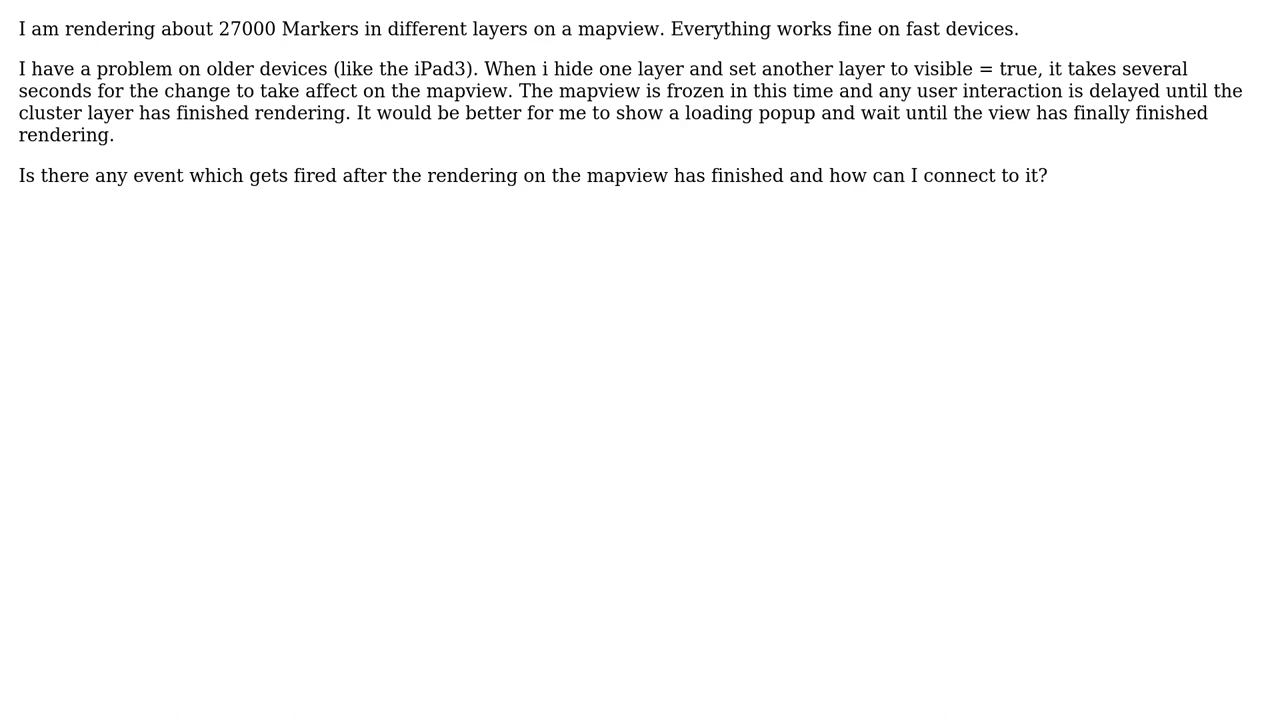 I am rendering about 27000 Markers in different layers on a mapview. Everything works fine on fast devices.
I have a problem on older devices (like the iPad3). When i hide one layer and set another layer to visible = true, it takes several
seconds for the change to take affect on the mapview. The mapview is frozen in this time and any user interaction is delayed until the
cluster layer has finished rendering. It would be better for me to show a loading popup and wait until the view has finally finished
rendering.
Is there any event which gets fired after the rendering on the mapview has finished and how can I connect to it?